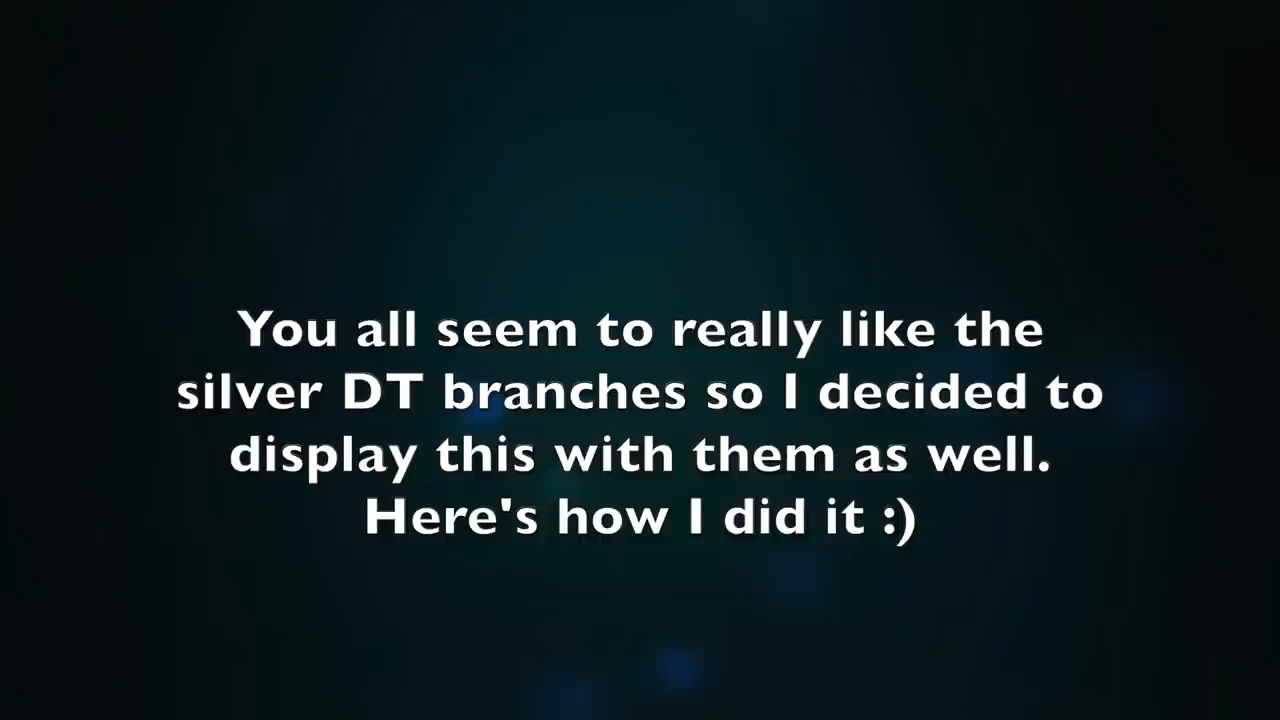 You all seem to really like the
silver DT branches so I decided to
display this with them as well.
Here's how I did it :)